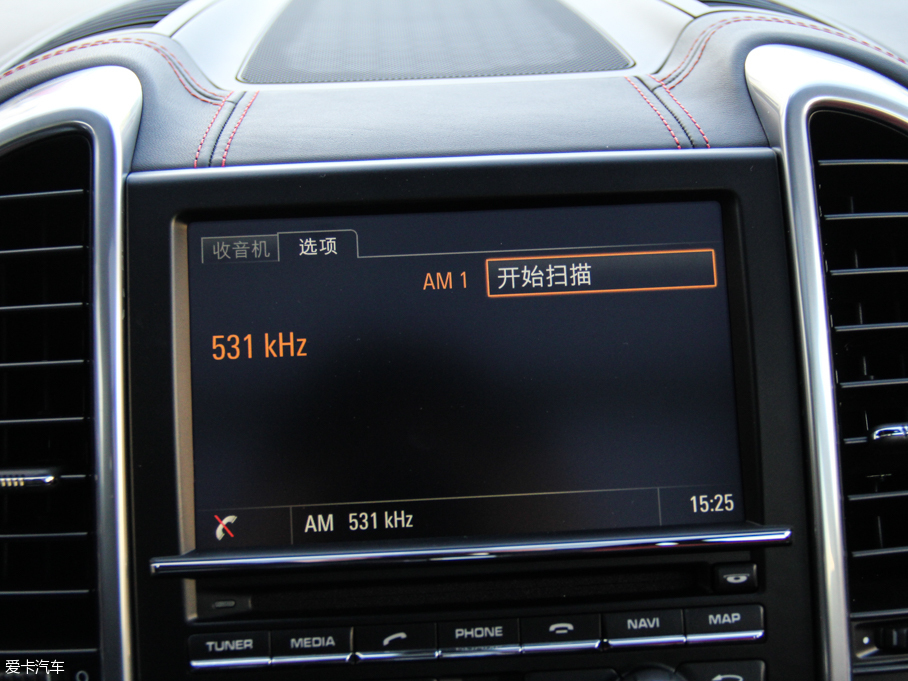 收音机 选项
AM 1 开始扫描
531 kHz
AM 531 kHz 15:25
TUNER MEDIA PHONE NAVI MAP
爱卡汽车